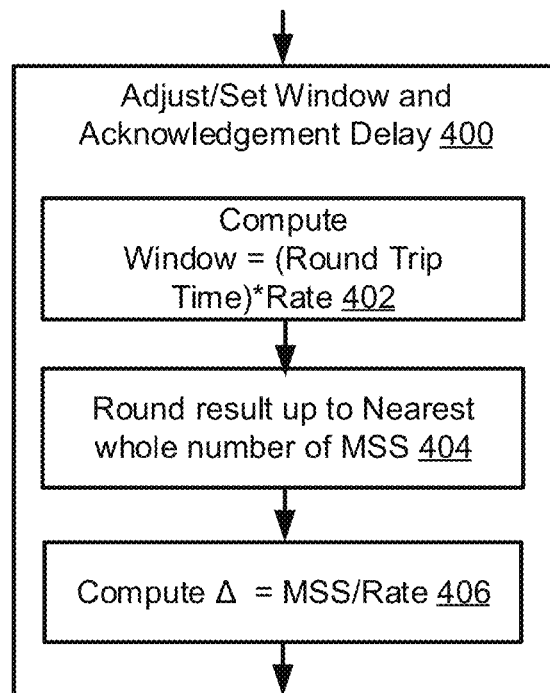 Adjust/Set Window and
Acknowledgement Delay 400
Compute
Window = (Round Trip
Time)*Rate 402
Round result up to Nearest
whole number of MSS 404
Compute Δ = MSS/Rate 406